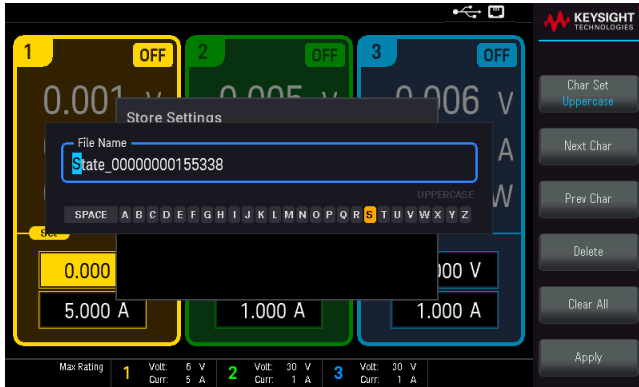 KEYSIGHT
TECHNOLOGIES
1 OFF 2 OFF 3 OFF
0.001 V 0.005 V 0.006 V
Store Settings
File Name
State_00000000155338
A
UPPERCASE
W
SPACE A B C D E F G H I J K L M N O P Q R S T U V W X Y Z
Set
0.000 000 V
5.000 A 1.000 A 1.000 A
Max Rating 1 Volt: 6 V 2 Volt: 30 V 3 Volt: 30 V
Curr: 5 A Curr: 1 A Curr: 1 A
Char Set
Uppercase
Next Char
Prev Char
Delete
Clear All
Apply